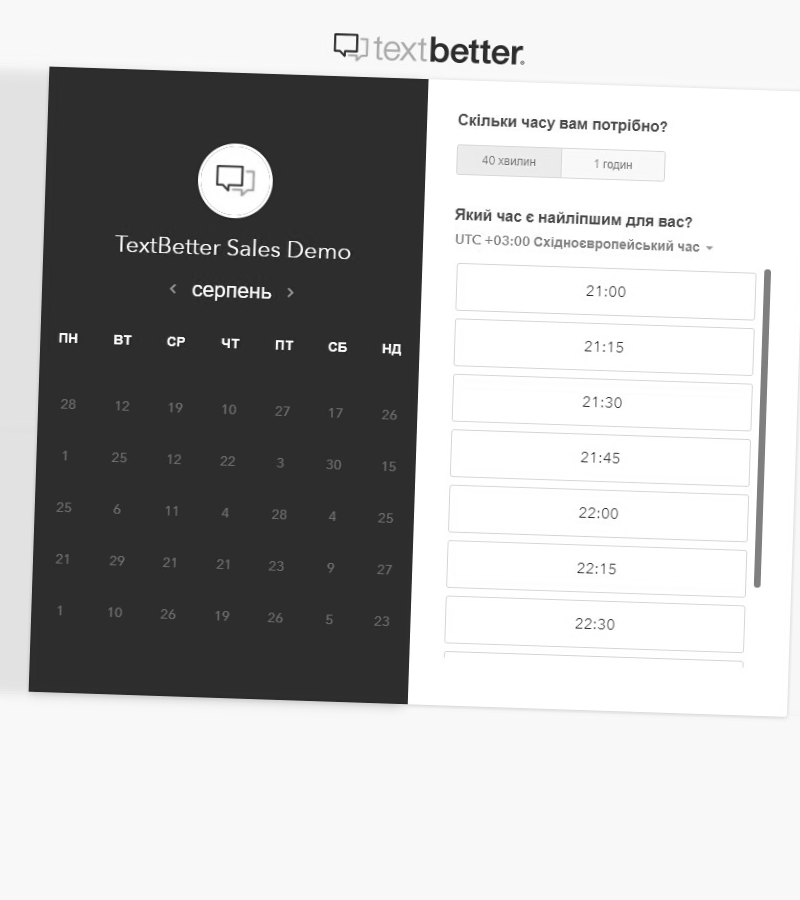 textbetter.
TextBetter Sales Demo
серпень
ПН ВТ СР ЧТ ПТ СБ НД
28 12 19 10 27 17 26
1 25 12 22 3 30 15
25 6 11 4 28 4 25
21 29 21 21 23 9 27
1 10 26 19 26 5 23
Скільки часу вам потрібно?
40 хвилин 1 годин
Який час є найліпшим для вас?
UTC +03:00 Східноєвропейський час
21:00
21:15
21:30
21:45
22:00
22:15
22:30